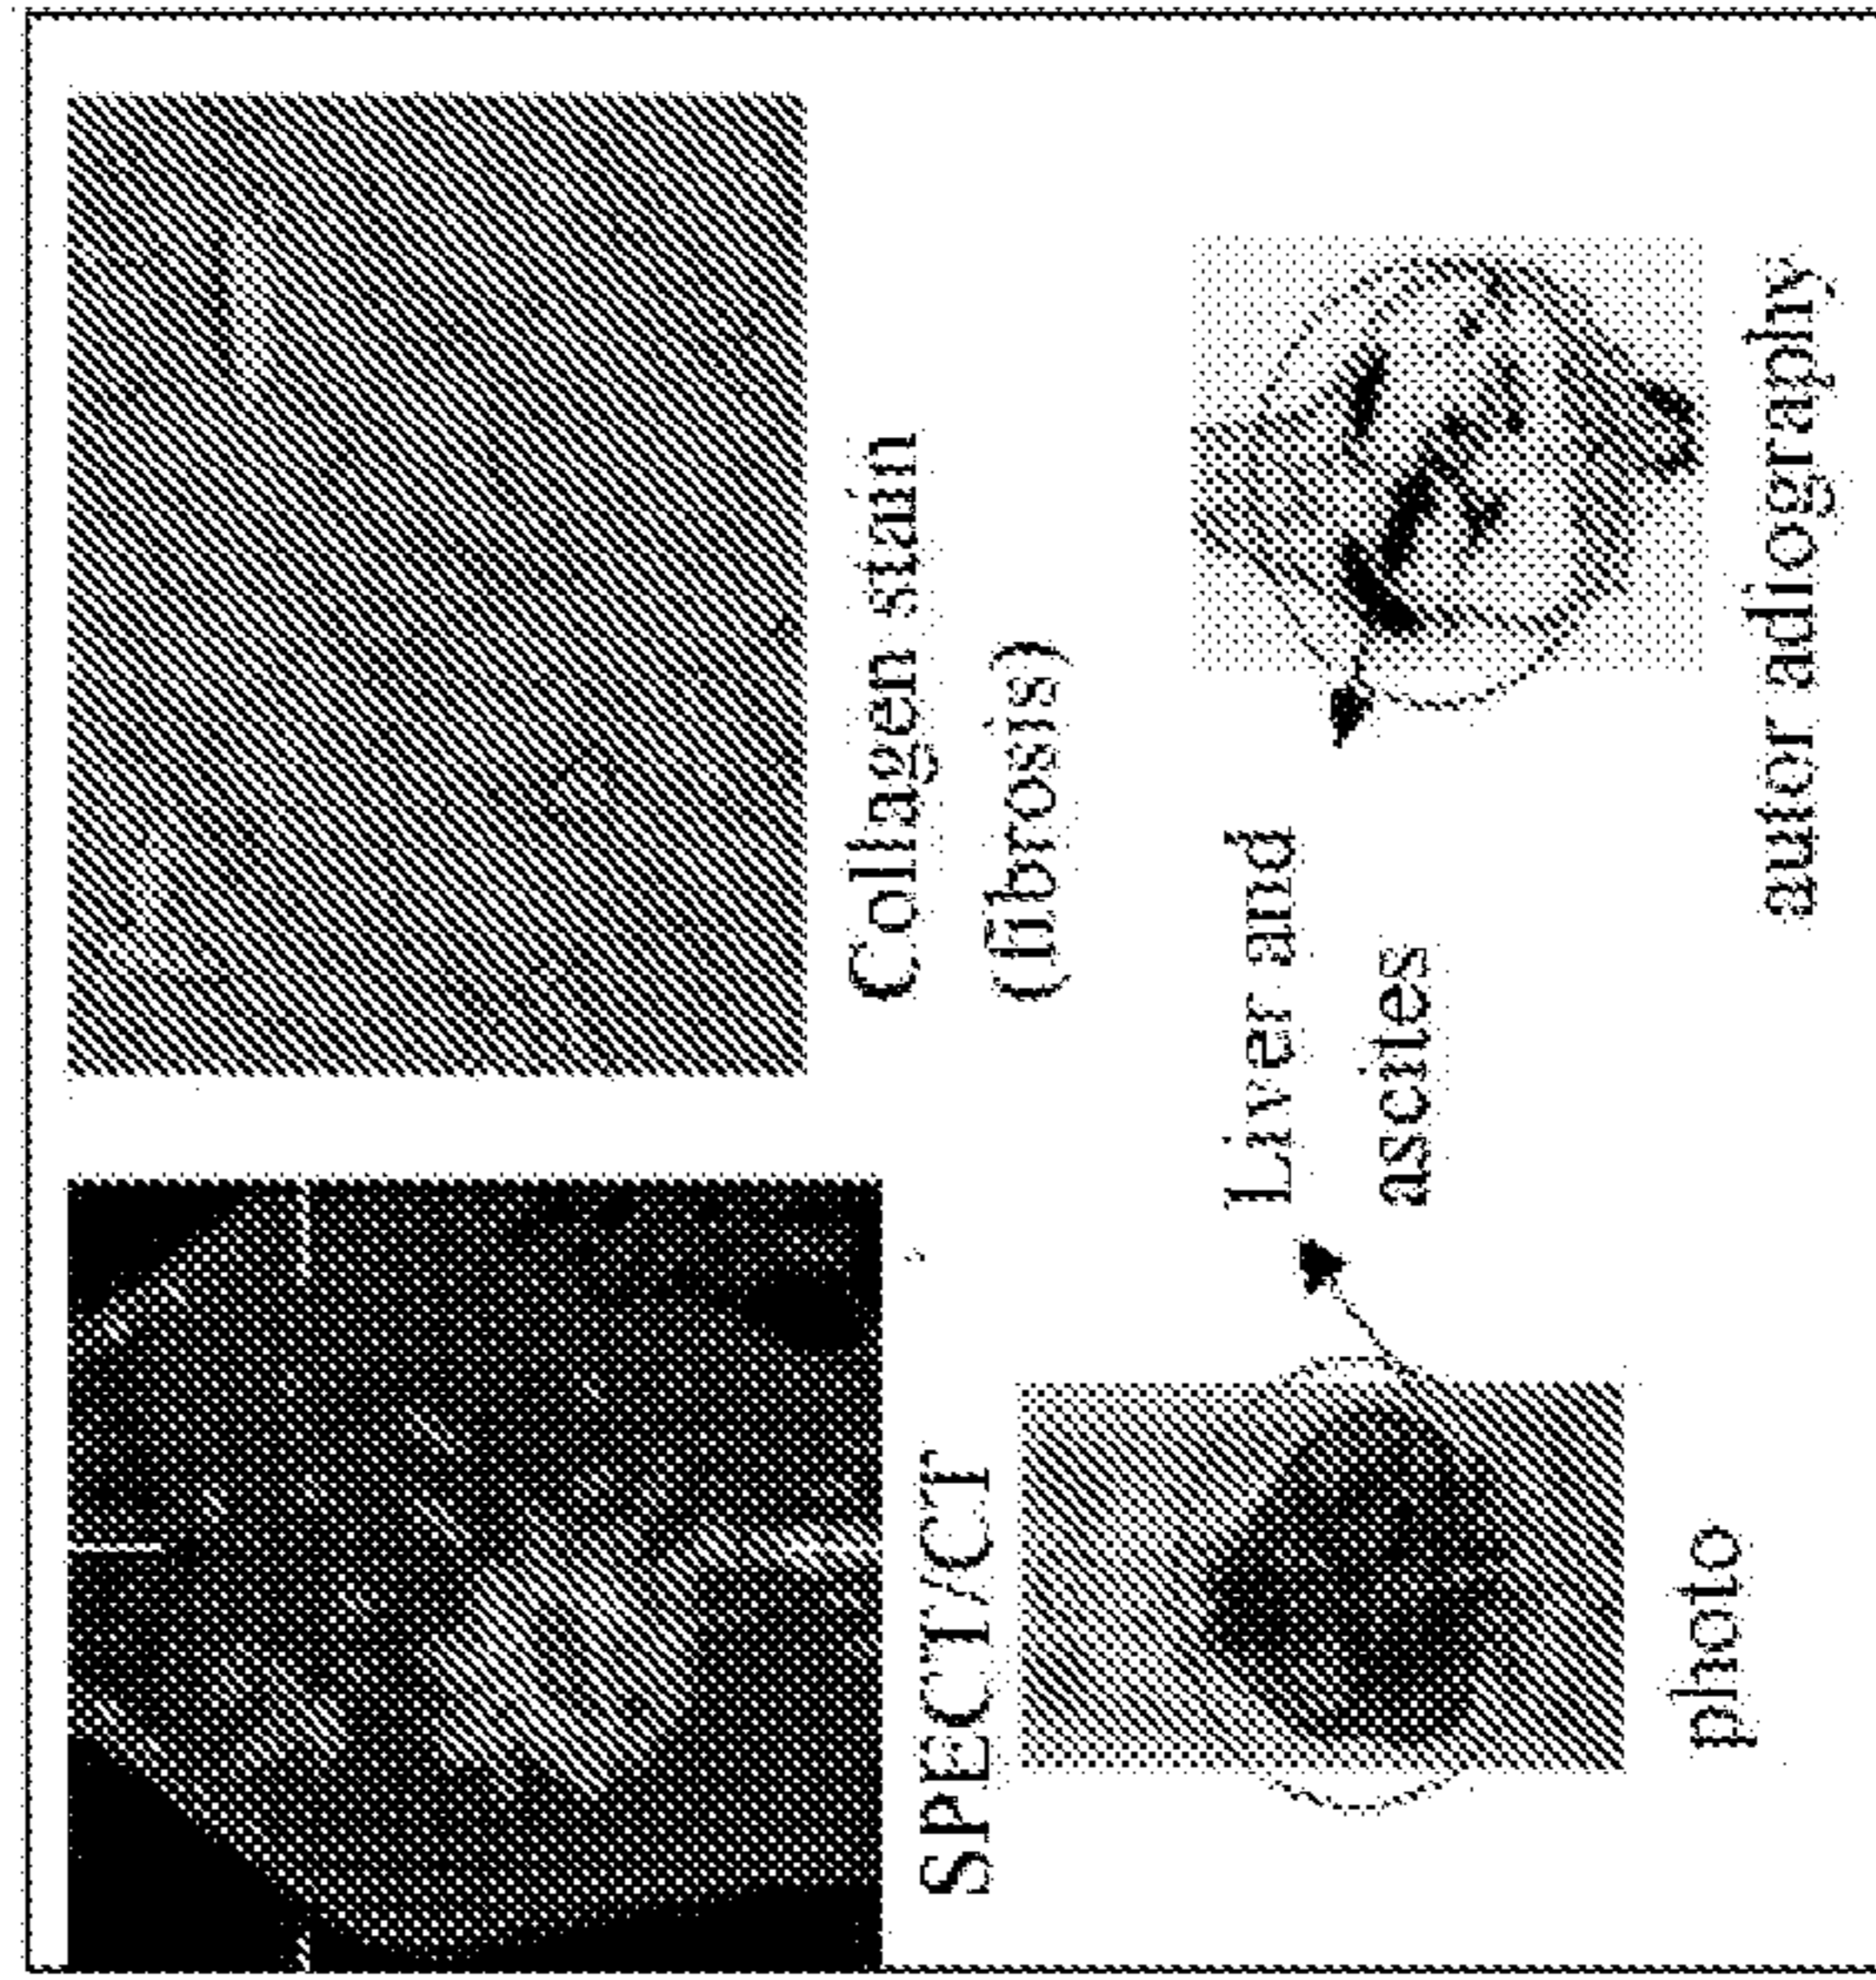 SPECT/CT
Collagen stain
(fibrosis)
photo
Liver and
ascites
autor adiography